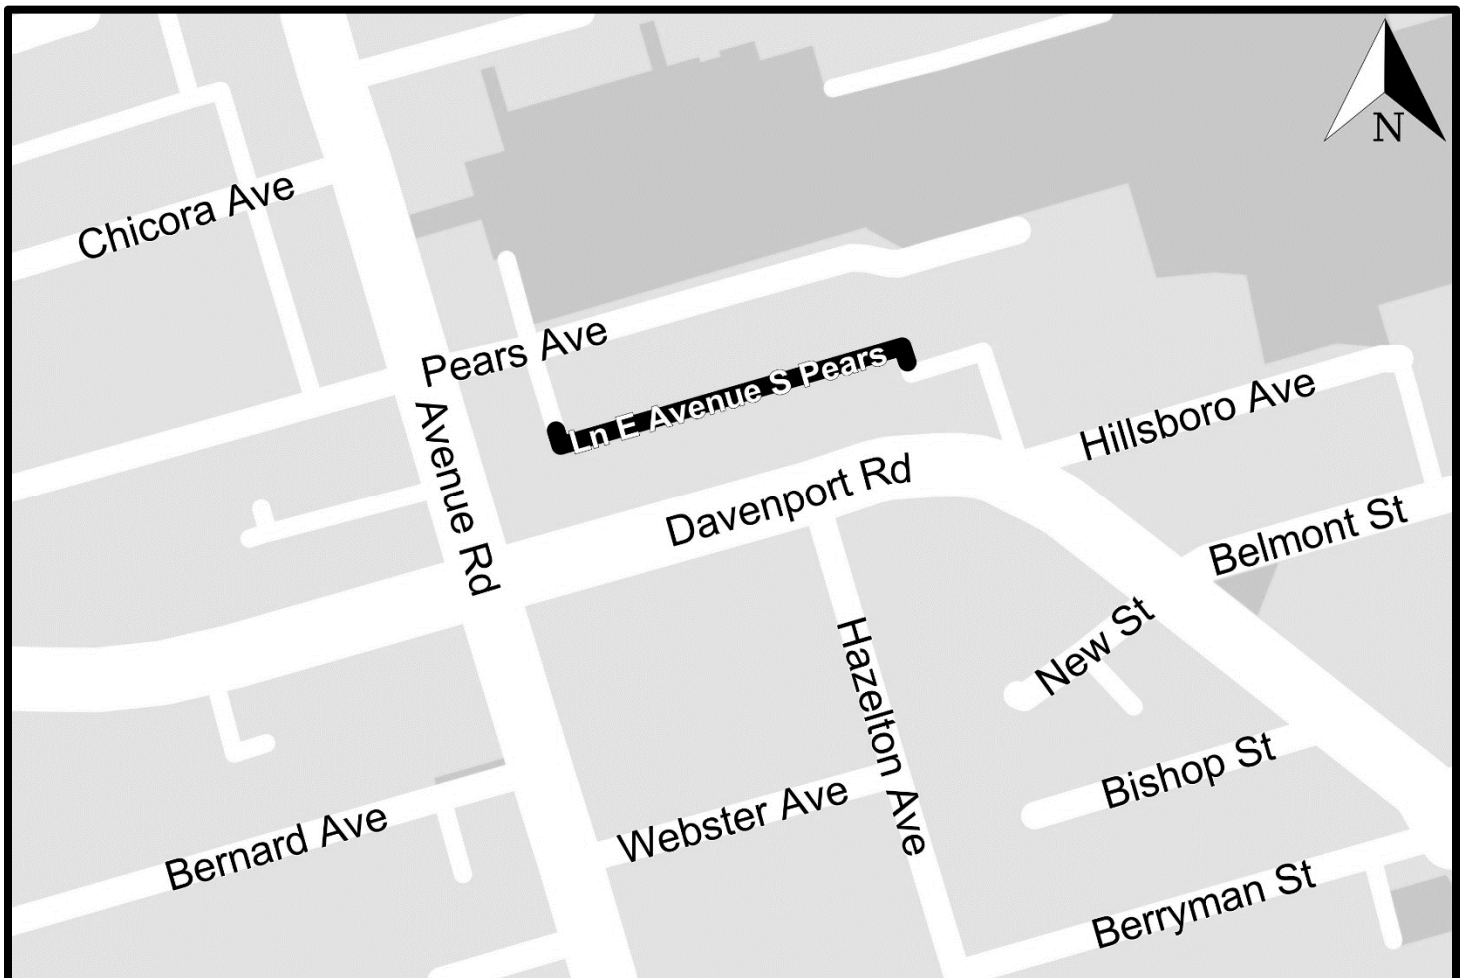 N
Chicora Ave
Pears Ave
Ln E Avenue S Pears
Hillsboro Ave
Avenue Rd
Davenport Rd
Belmont St
New St
Hazelton Ave
Bishop St
Webster Ave
Bernard Ave
Berryman St